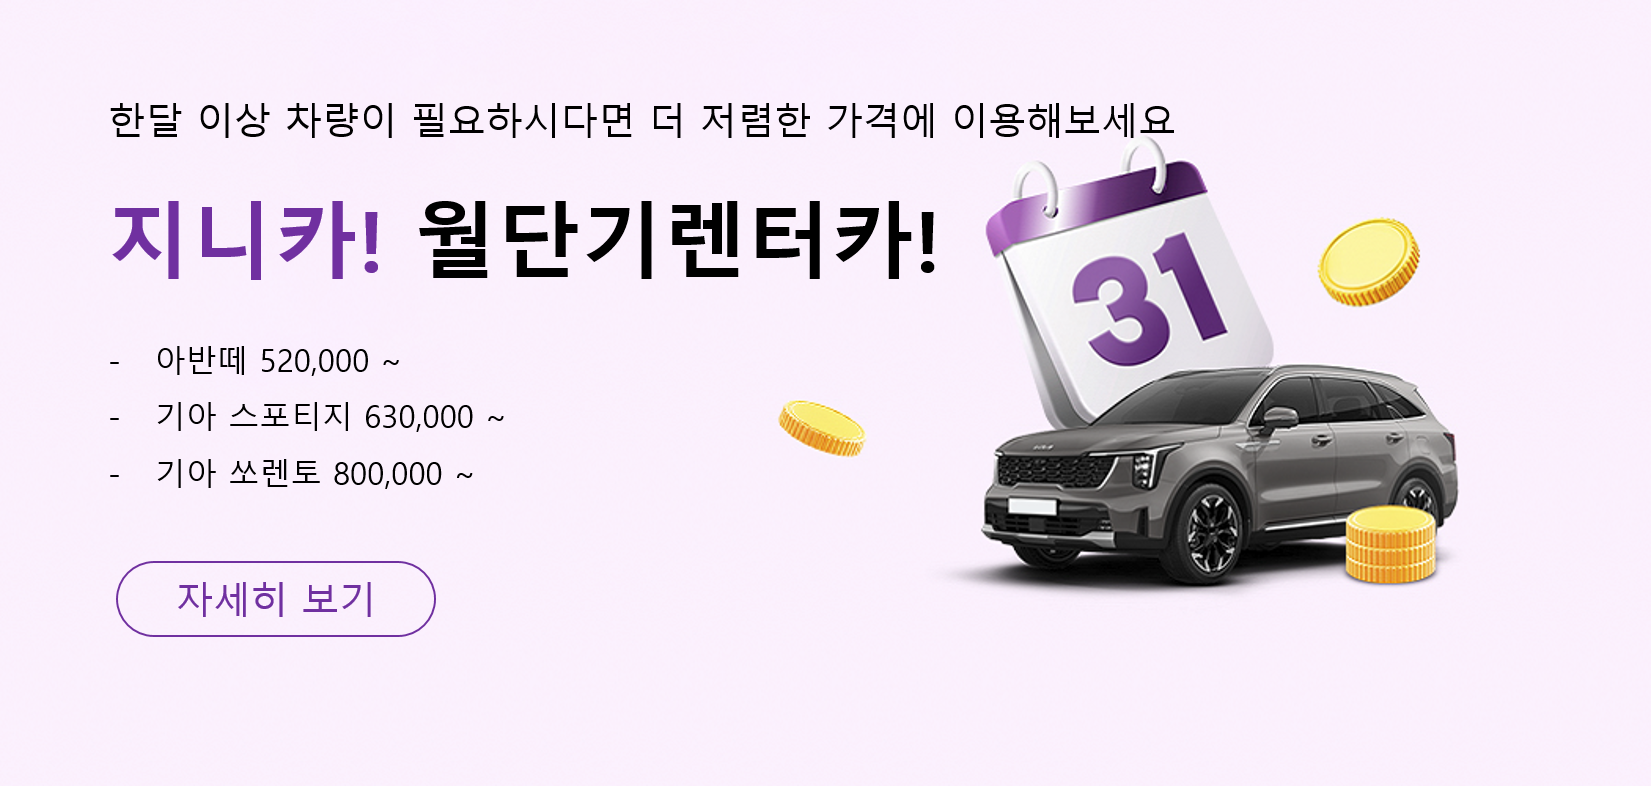 한달 이상 차량이 필요하시다면 더 저렴한 가격에 이용해보세요
지니카! 월단기렌터카!
- 아반떼 520,000 ~
- 기아 스포티지 630,000 ~
- 기아 쏘렌토 800,000 ~
자세히 보기
31
KIA